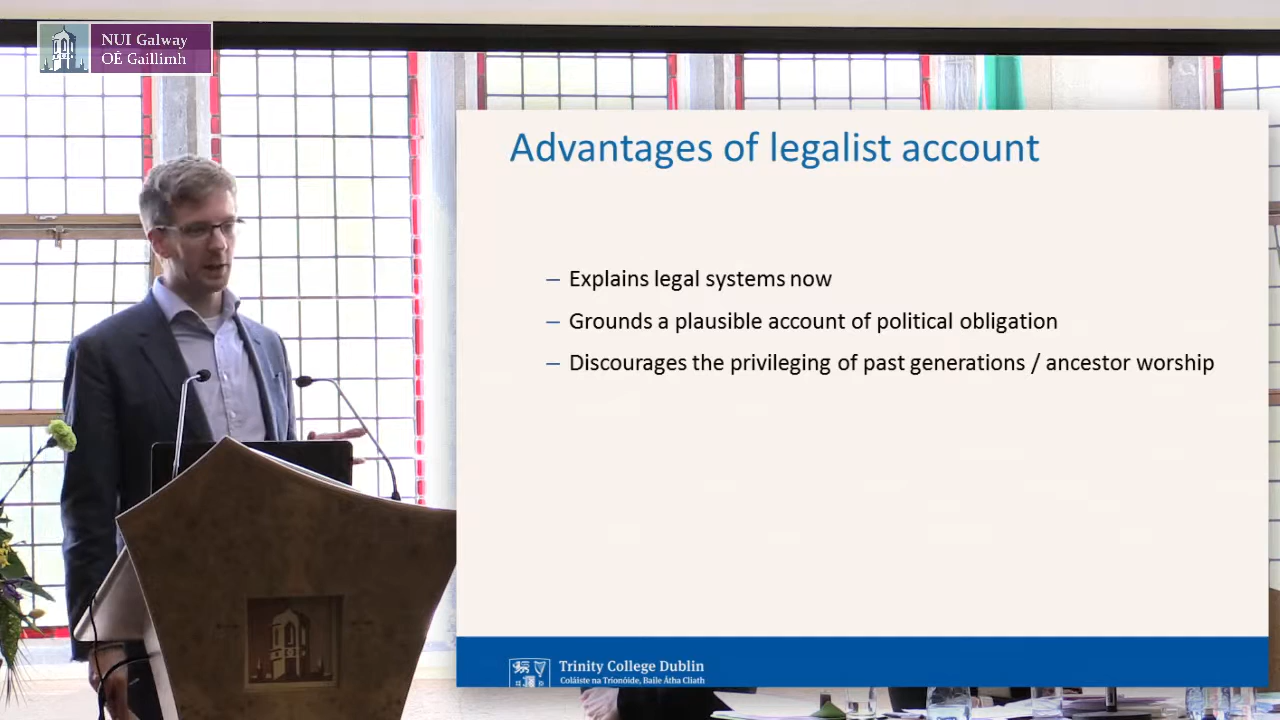 NUI Galway
OÉ Gaillimh
Advantages of legalist account
– Explains legal systems now
– Grounds a plausible account of political obligation
– Discourages the privileging of past generations / ancestor worship
Trinity College Dublin
Coláiste na Tríonóide, Baile Átha Cliath